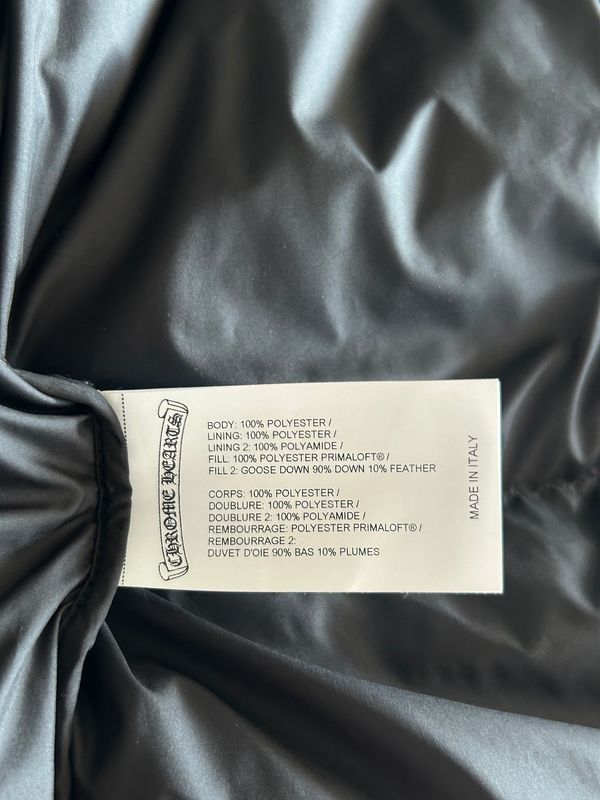 CHROME HEARTS
BODY: 100% POLYESTER /
LINING: 100% POLYESTER /
LINING 2: 100% POLYAMIDE /
FILL: 100% POLYESTER PRIMALOFT® /
FILL 2: GOOSE DOWN 90% DOWN 10% FEATHER
CORPS: 100% POLYESTER /
DOUBLURE: 100% POLYESTER /
DOUBLURE 2: 100% POLYAMIDE /
REMBOURRAGE: POLYESTER PRIMALOFT® /
REMBOURRAGE 2:
DUVET D'OIE 90% BAS 10% PLUMES
MADE IN ITALY